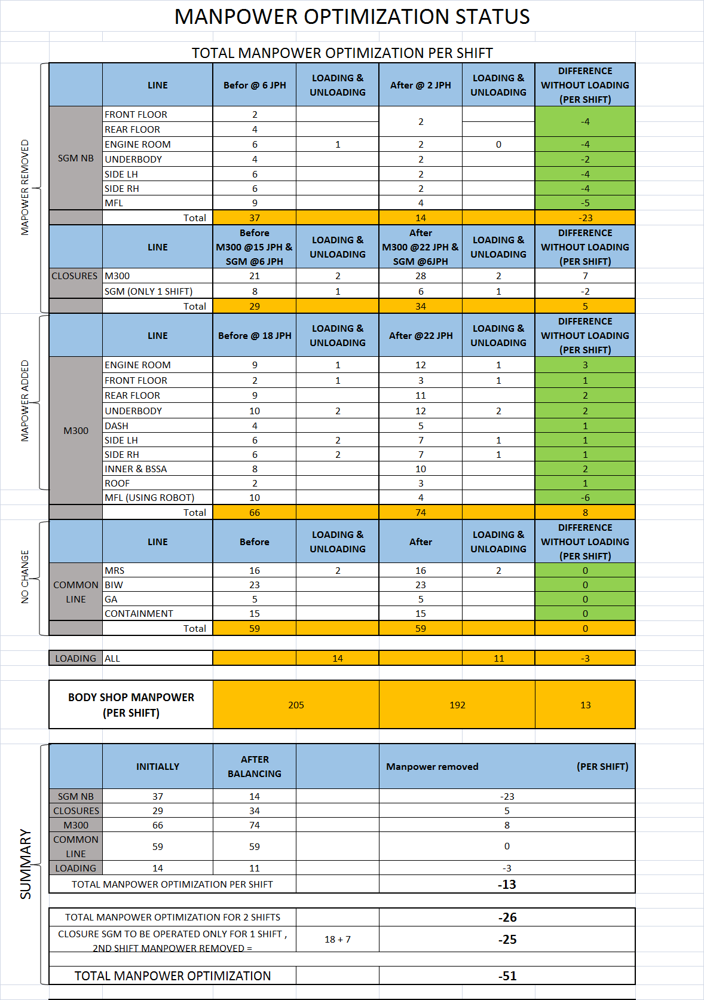 MANPOWER OPTIMIZATION STATUS
TOTAL MANPOWER OPTIMIZATION PER SHIFT
MAPOWER REMOVED
LINE Befor @ 6 JPH LOADING & UNLOADING After @ 2 JPH LOADING & UNLOADING DIFFERENCE WITHOUT LOADING (PER SHIFT)
SGM NB
FRONT FLOOR 2 2 -4
REAR FLOOR 4
ENGINE ROOM 6 1 2 0 -4
UNDERBODY 4 2 -2
SIDE LH 6 2 -4
SIDE RH 6 2 -4
MFL 9 4 -5
Total 37 14 -23
LINE Before M300 @15 JPH & SGM @6 JPH LOADING & UNLOADING After M300 @22 JPH & SGM @6JPH LOADING & UNLOADING DIFFERENCE WITHOUT LOADING (PER SHIFT)
CLOSURES M300 21 2 28 2 7
SGM (ONLY 1 SHIFT) 8 1 6 1 -2
Total 29 34 5
MAPOWER ADDED
LINE Before @ 18 JPH LOADING & UNLOADING After @22 JPH LOADING & UNLOADING DIFFERENCE WITHOUT LOADING (PER SHIFT)
M300
ENGINE ROOM 9 1 12 1 3
FRONT FLOOR 2 1 3 1 1
REAR FLOOR 9 11 2
UNDERBODY 10 2 12 2 2
DASH 4 5 1
SIDE LH 6 2 7 1 1
SIDE RH 6 2 7 1 1
INNER & BSSA 8 10 2
ROOF 2 3 1
MFL (USING ROBOT) 10 4 -6
Total 66 74 8
NO CHANGE
LINE Before LOADING & UNLOADING After LOADING & UNLOADING DIFFERENCE WITHOUT LOADING (PER SHIFT)
COMMON LINE
MRS 16 2 16 2 0
BIW 23 23 0
GA 5 5 0
CONTAINMENT 15 15 0
Total 59 59 0
LOADING ALL 14 11 -3
BODY SHOP MANPOWER (PER SHIFT) 205 192 13
SUMMARY
INITIALLY AFTER BALANCING Manpower removed (PER SHIFT)
SGM NB 37 14 -23
CLOSURES 29 34 5
M300 66 74 8
COMMON LINE 59 59 0
LOADING 14 11 -3
TOTAL MANPOWER OPTIMIZATION PER SHIFT -13
TOTAL MANPOWER OPTIMIZATION FOR 2 SHIFTS -26
CLOSURE SGM TO BE OPERATED ONLY FOR 1 SHIFT , 2ND SHIFT MANPOWER REMOVED = 18 + 7 -25
TOTAL MANPOWER OPTIMIZATION -51